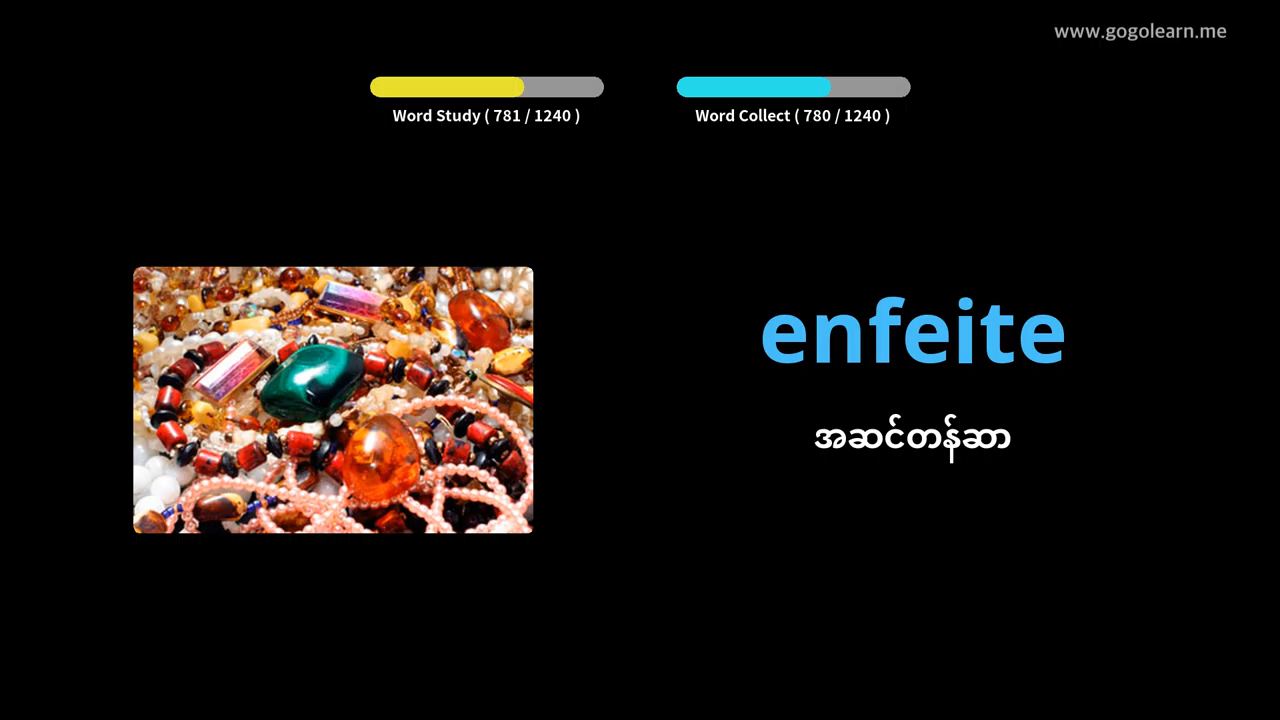 www.gogolearn.me
Word Study ( 781 / 1240 )
Word Collect ( 780 / 1240 )
enfeite
အဆင်တန်ဆာ